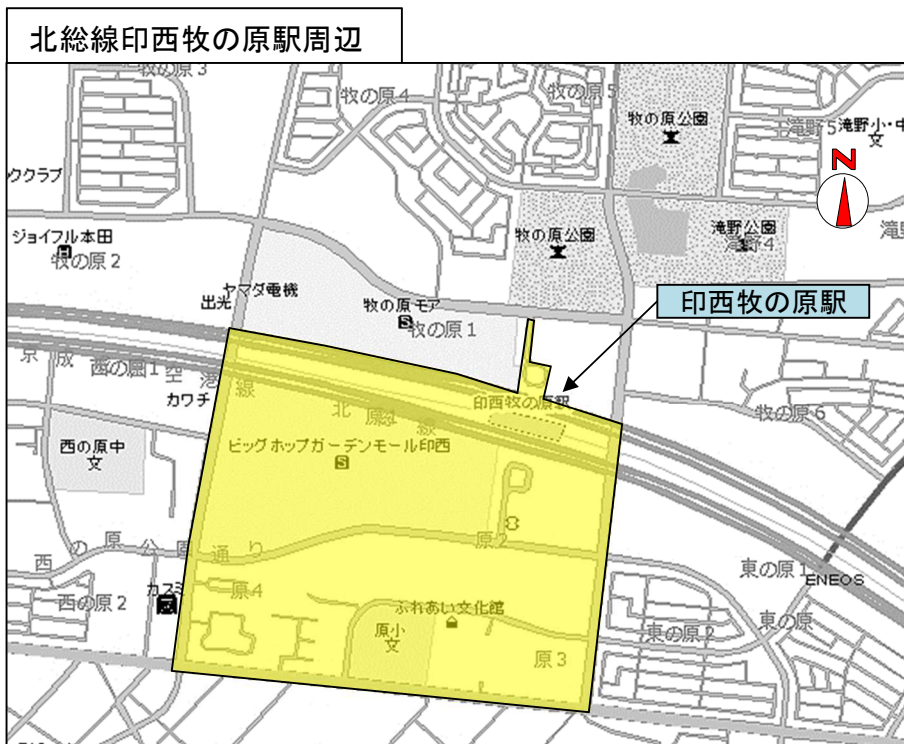 北総線印西牧の原駅周辺
牧の原3
牧の原4
牧の原5
牧の原公園
滝野5
滝野小・中
文
N
ククラブ
ジョイフル本田
牧の原2
牧の原公園
滝野公園
滝野4
ヤマダ電機
出光
牧の原モア
牧の原1
印西牧の原駅
京成
空港線
西の原1
カワチ
北総線
原1
印西牧の原駅
牧の原6
西の原中
文
ビッグホップガーデンモール印西
西の原公園通り
原2
東の原1
ENEOS
西の原2
カスミ
原4
ふれあい文化館
原小
文
東の原2
東の原
原3